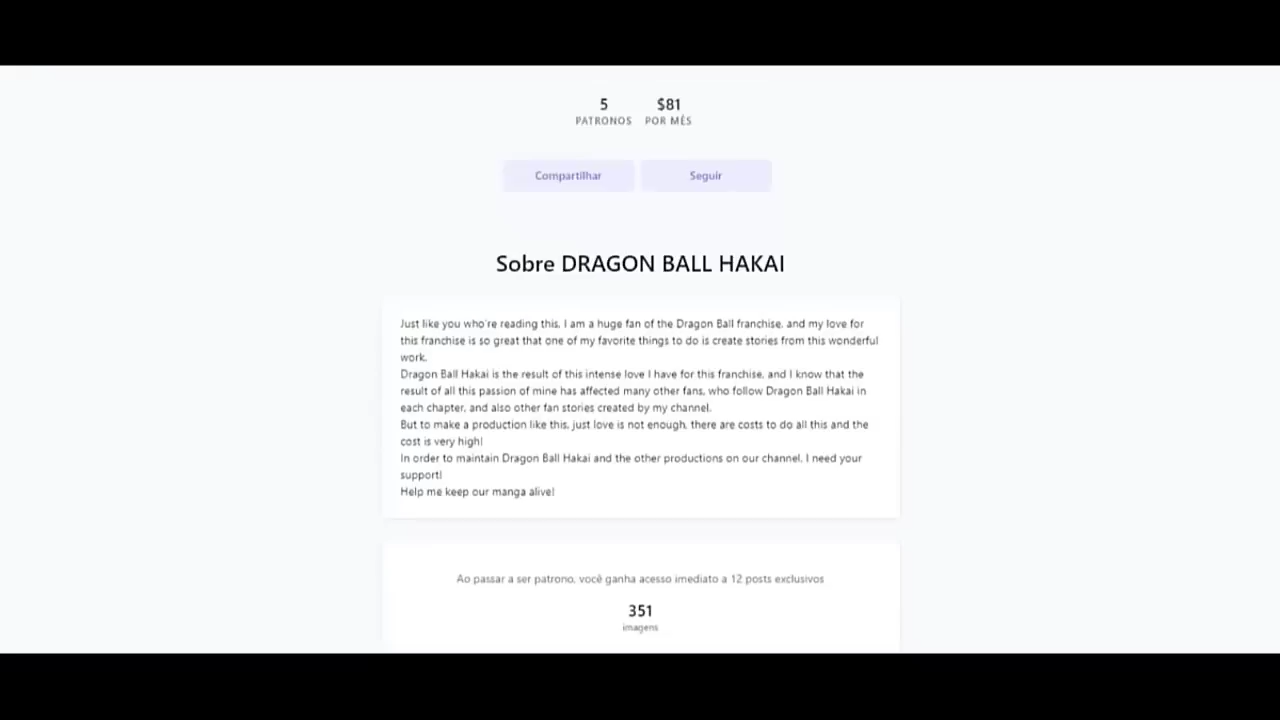 5 $81
PATRONOS POR MÊS
Compartilhar Seguir
Sobre DRAGON BALL HAKAI
Just like you who're reading this, I am a huge fan of the Dragon Ball franchise, and my love for
this franchise is so great that one of my favorite things to do is create stories from this wonderful
work.
Dragon Ball Hakai is the result of this intense love I have for this franchise, and I know that the
result of all this passion of mine has affected many other fans, who follow Dragon Ball Hakai in
each chapter, and also other fan stories created by my channel.
But to make a production like this, just love is not enough, there are costs to do all this and the
cost is very high!
In order to maintain Dragon Ball Hakai and the other productions on our channel, I need your
support!
Help me keep our manga alive!
Ao passar a ser patrono, você ganha acesso imediato a 12 posts exclusivos
351
imagens